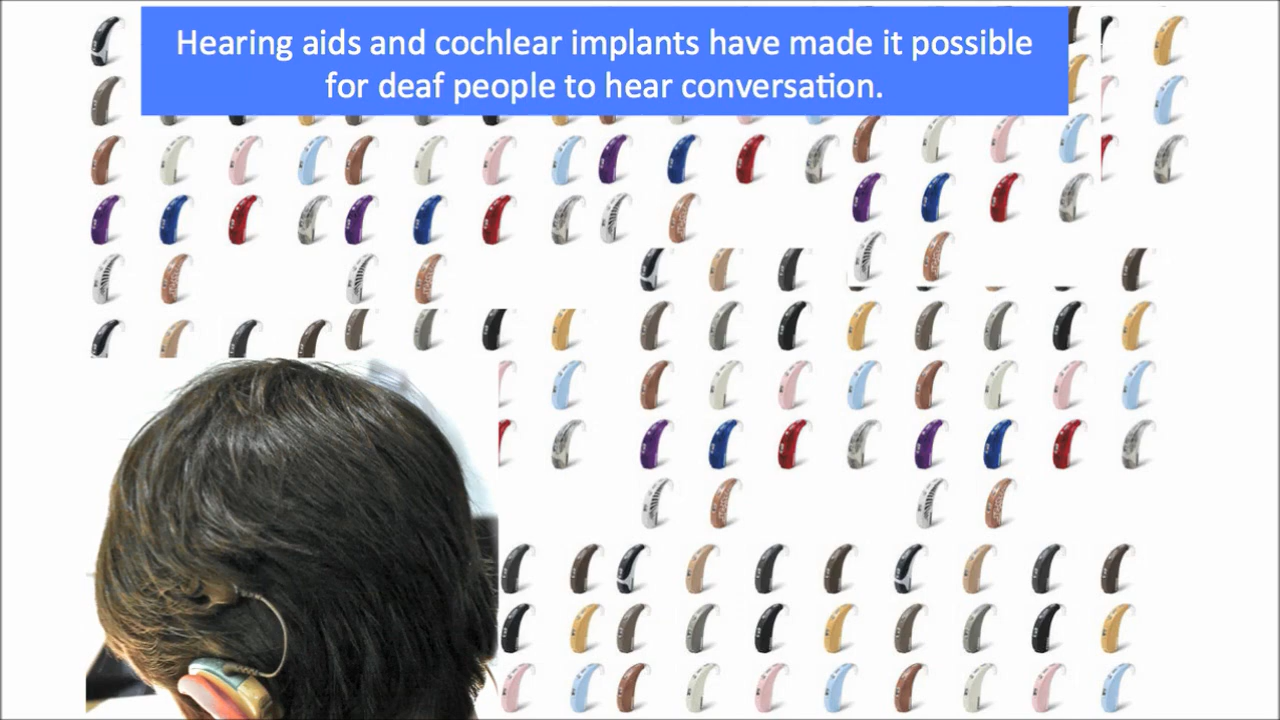 Hearing aids and cochlear implants have made it possible
for deaf people to hear conversation.